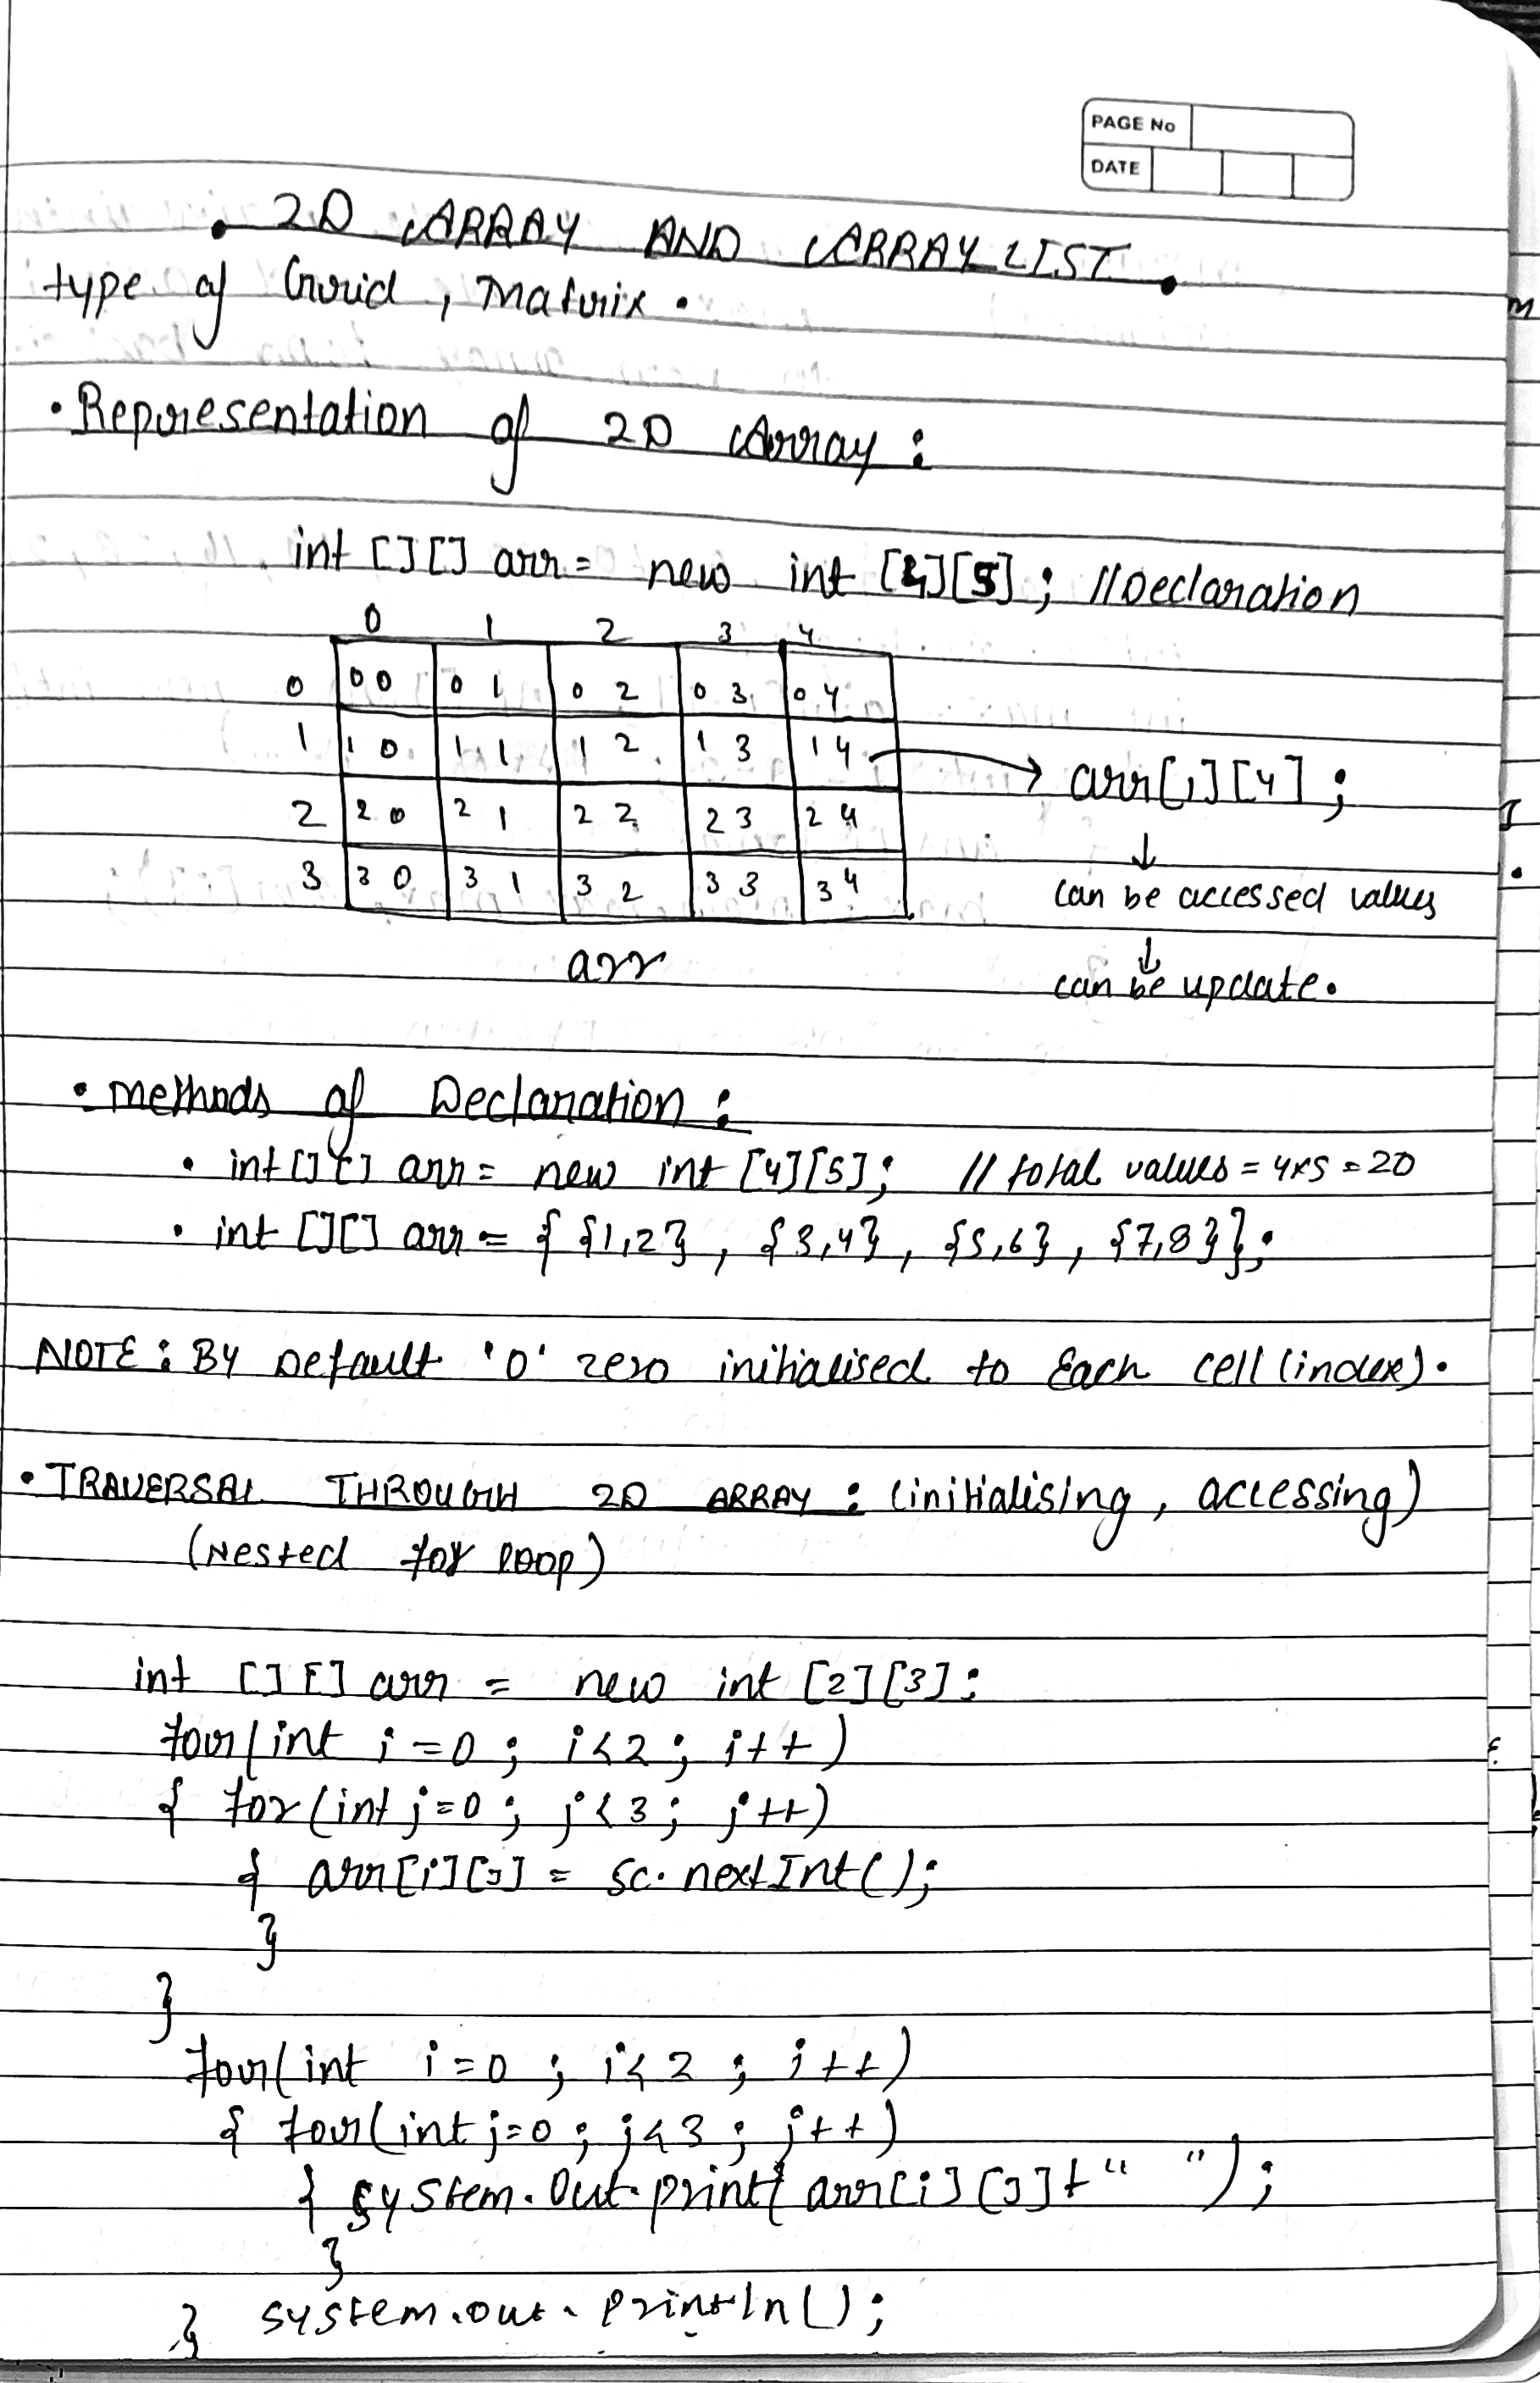 PAGE No
DATE
• 2D ARRAY AND ARRAY LIST •
type of Grid, Matrix.
• Representation of 2D Array :
int [][] arr = new int [4][5]; //Declaration
0 1 2 3 4
0 00 01 02 03 04
1 10 11 12 13 14 → arr[1][4];
2 20 21 22 23 24
↓
3 30 31 32 33 34 can be accessed values
↓
arr can be update.
• methods of Declaration :
• int [][] arr = new int [4][5]; // total values = 4x5 = 20
• int [][] arr = { {1,2} , {3,4} , {5,6} , {7,8}};
NOTE : By Default '0' zero initialised to Each cell (index).
• TRAVERSAL THROUGH 2D ARRAY : (initialising, accessing)
(Nested for loop)
int [][] arr = new int [2][3];
for(int i = 0 ; i<2 ; i++)
{ for(int j=0 ; j<3 ; j++)
{ arr[i][j] = sc.nextInt();
}
}
for(int i=0 ; i<2 ; i++)
{ for(int j=0 ; j<3 ; j++)
{ system.out.print( arr[i][j]+" ");
}
} system.out.println();